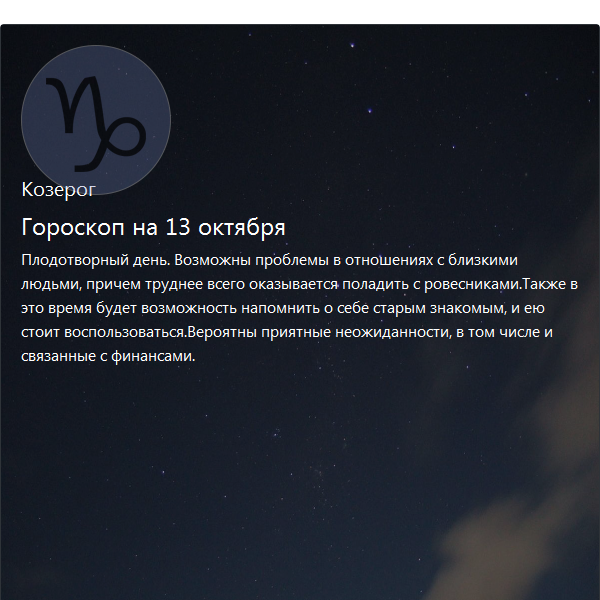 Козерог
Гороскоп на 13 октября
Плодотворный день. Возможны проблемы в отношениях с близкими
людьми, причем труднее всего оказывается поладить с ровесниками.Также в
это время будет возможность напомнить о себе старым знакомым, и ею
стоит воспользоваться.Вероятны приятные неожиданности, в том числе и
связанные с финансами.